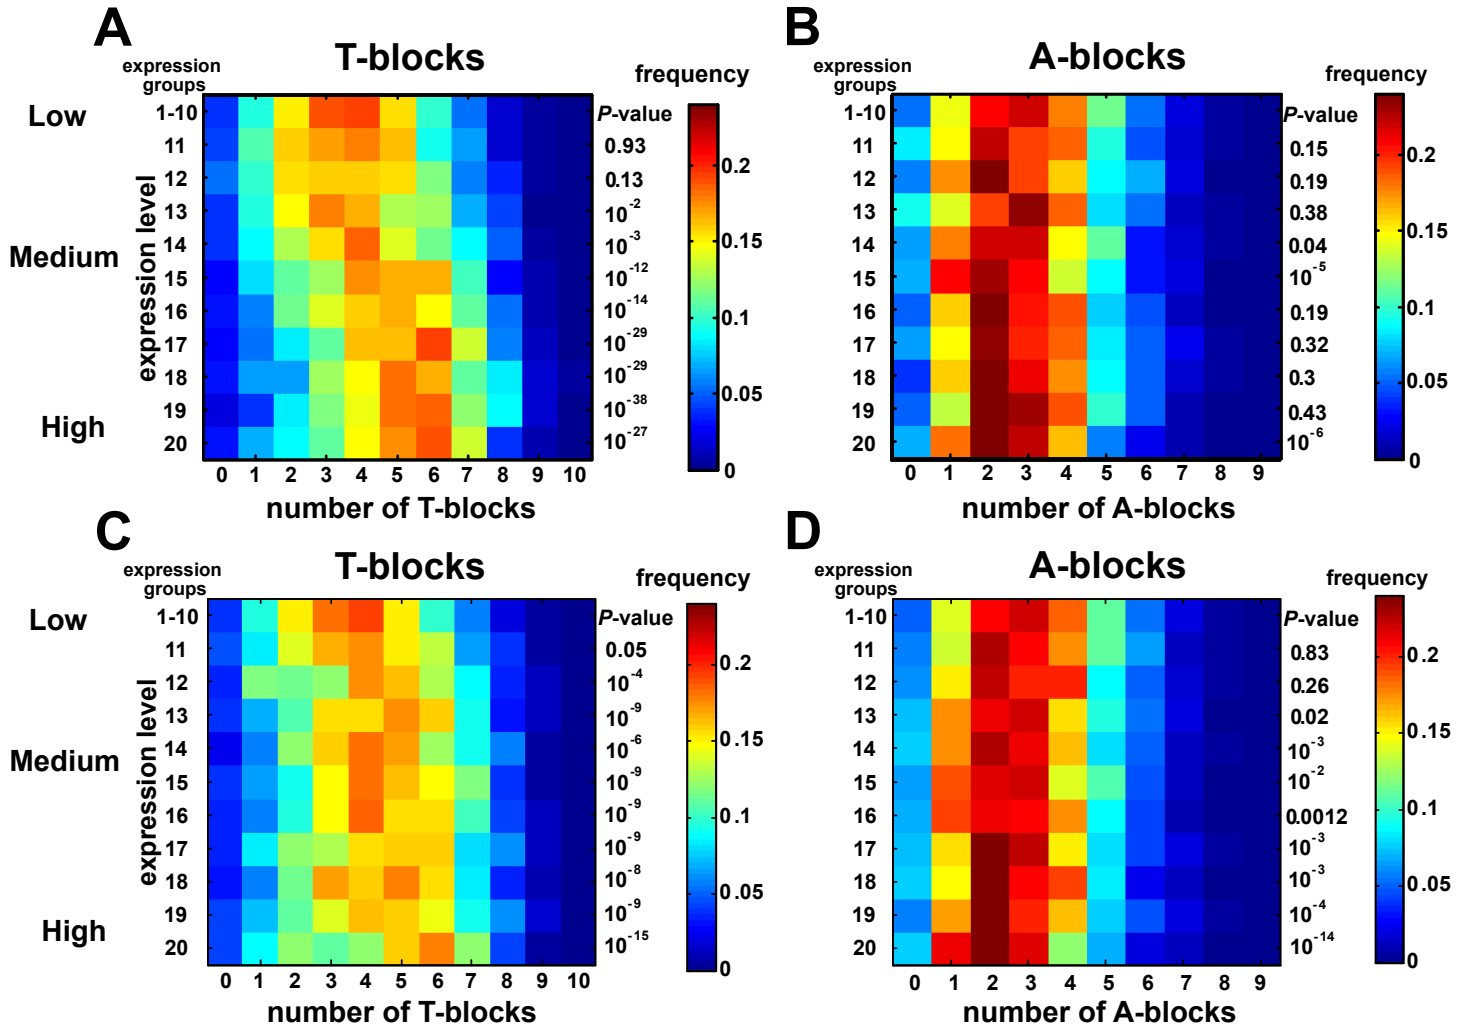 A
T-blocks
expression
groups
frequency
Low
Medium
High
expression level
1-10
11
12
13
14
15
16
17
18
19
20
P-value
0.93
0.13
10-2
10-3
10-12
10-14
10-29
10-29
10-38
10-27
0.2
0.15
0.1
0.05
0
0 1 2 3 4 5 6 7 8 9 10
number of T-blocks
B
A-blocks
expression
groups
frequency
1-10
11
12
13
14
15
16
17
18
19
20
P-value
0.15
0.19
0.38
0.04
10-5
0.19
0.32
0.3
0.43
10-6
0.2
0.15
0.1
0.05
0
0 1 2 3 4 5 6 7 8 9
number of A-blocks
C
T-blocks
expression
groups
frequency
Low
Medium
High
expression level
1-10
11
12
13
14
15
16
17
18
19
20
P-value
0.05
10-4
10-9
10-6
10-9
10-9
10-9
10-8
10-9
10-15
0.2
0.15
0.1
0.05
0
0 1 2 3 4 5 6 7 8 9 10
number of T-blocks
D
A-blocks
expression
groups
frequency
1-10
11
12
13
14
15
16
17
18
19
20
P-value
0.83
0.26
0.02
10-3
10-2
0.0012
10-3
10-3
10-4
10-14
0.2
0.15
0.1
0.05
0
0 1 2 3 4 5 6 7 8 9
number of A-blocks